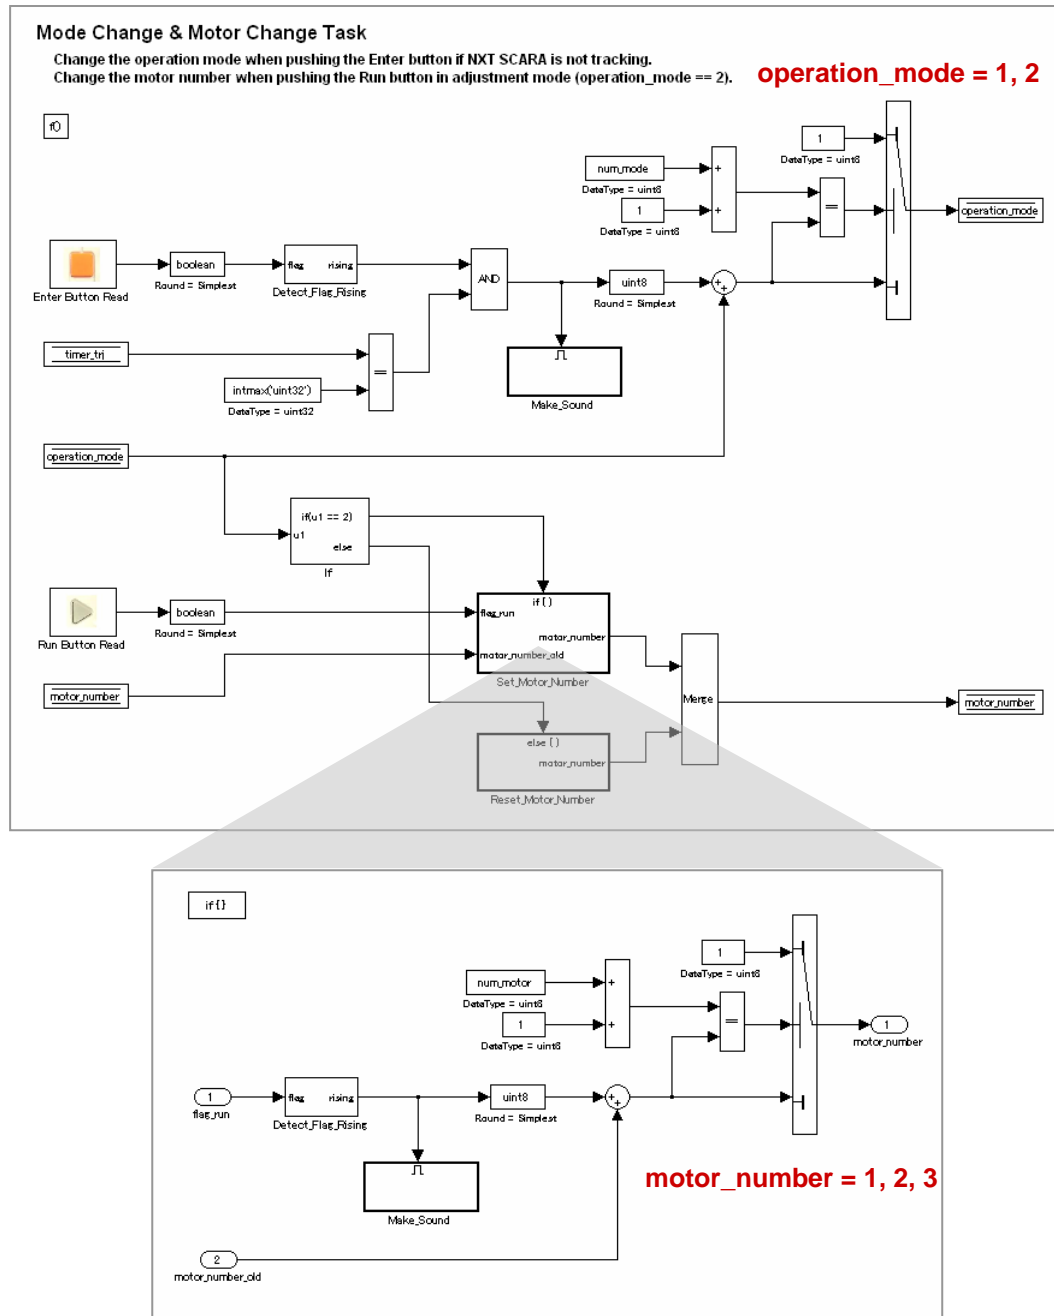 Mode Change & Motor Change Task
Change the operation mode when pushing the Enter button if NXT SCARA is not tracking.
Change the motor number when pushing the Run button in adjustment mode (operation_mode == 2).
operation_mode = 1, 2
f()
1
DataType = uint8
num_mode
DataType = uint8
+
1
+
DataType = uint8
==
operation_mode
Enter Button Read
boolean
Round = Simplest
flag rising
Detect_Flag_Rising
AND
uint8
Round = Simplest
+
+
timer_trj
intmax('uint32')
DataType = uint32
==
Make_Sound
operation_mode
if(u1 == 2)
u1
else
If
Run Button Read
boolean
Round = Simplest
motor_number
if { }
flag_run
motor_number
motor_number_old
Set_Motor_Number
else { }
motor_number
Reset_Motor_Number
Merge
motor_number
if { }
1
DataType = uint8
num_motor
DataType = uint8
+
1
+
DataType = uint8
==
1
motor_number
1
flag_run
flag rising
Detect_Flag_Rising
uint8
Round = Simplest
+
+
Make_Sound
motor_number = 1, 2, 3
2
motor_number_old